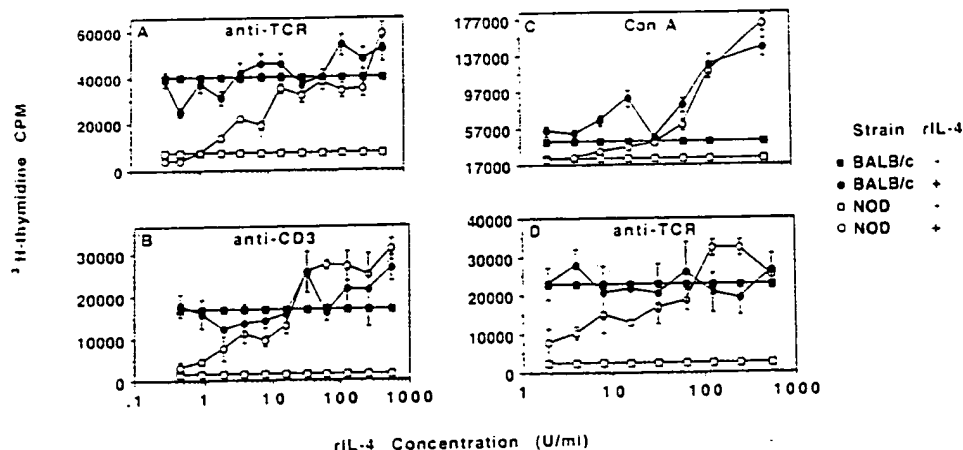 A anti-TCR
60000
40000
20000
0
C Con A
177000
137000
97000
57000
17000
B anti-CD3
30000
20000
10000
0
.1 1 10 100 1000
D anti-TCR
40000
30000
20000
10000
0
1 10 100 1000
3H-thymidine CPM
rIL-4 Concentration (U/ml)
Strain rIL-4
BALB/c -
BALB/c +
NOD -
NOD +